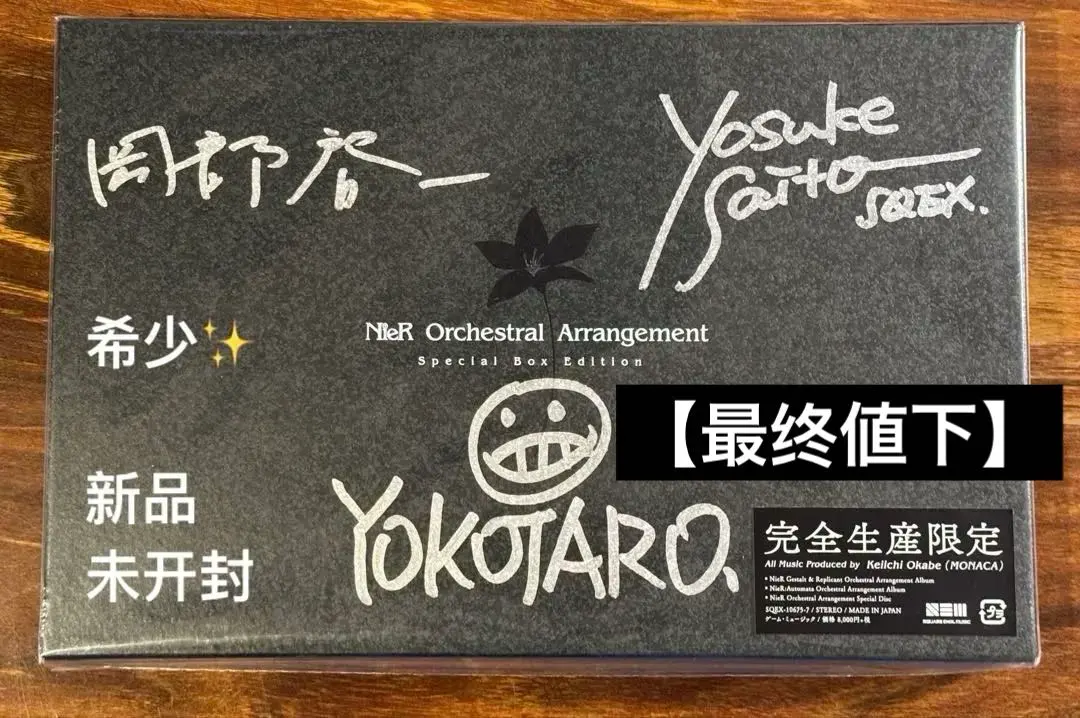 岡部啓一
Yosuke
Saito
SQEX.
NieR Orchestral Arrangement
Special Box Edition
希少✨
【最终値下】
YOKOTARO.
新品
未开封
完全生産限定
All Music Produced by Keiichi Okabe (MONACA)
• NieR Gestalt & Replicant Orchestral Arrangement Album
• NieR:Automata Orchestral Arrangement Album
• NieR Orchestral Arrangement Special Disc
SQEX-10675-7 / STEREO / MADE IN JAPAN
ゲーム・ミュージック / 価格 8,000円+税
SQUARE ENIX MUSIC